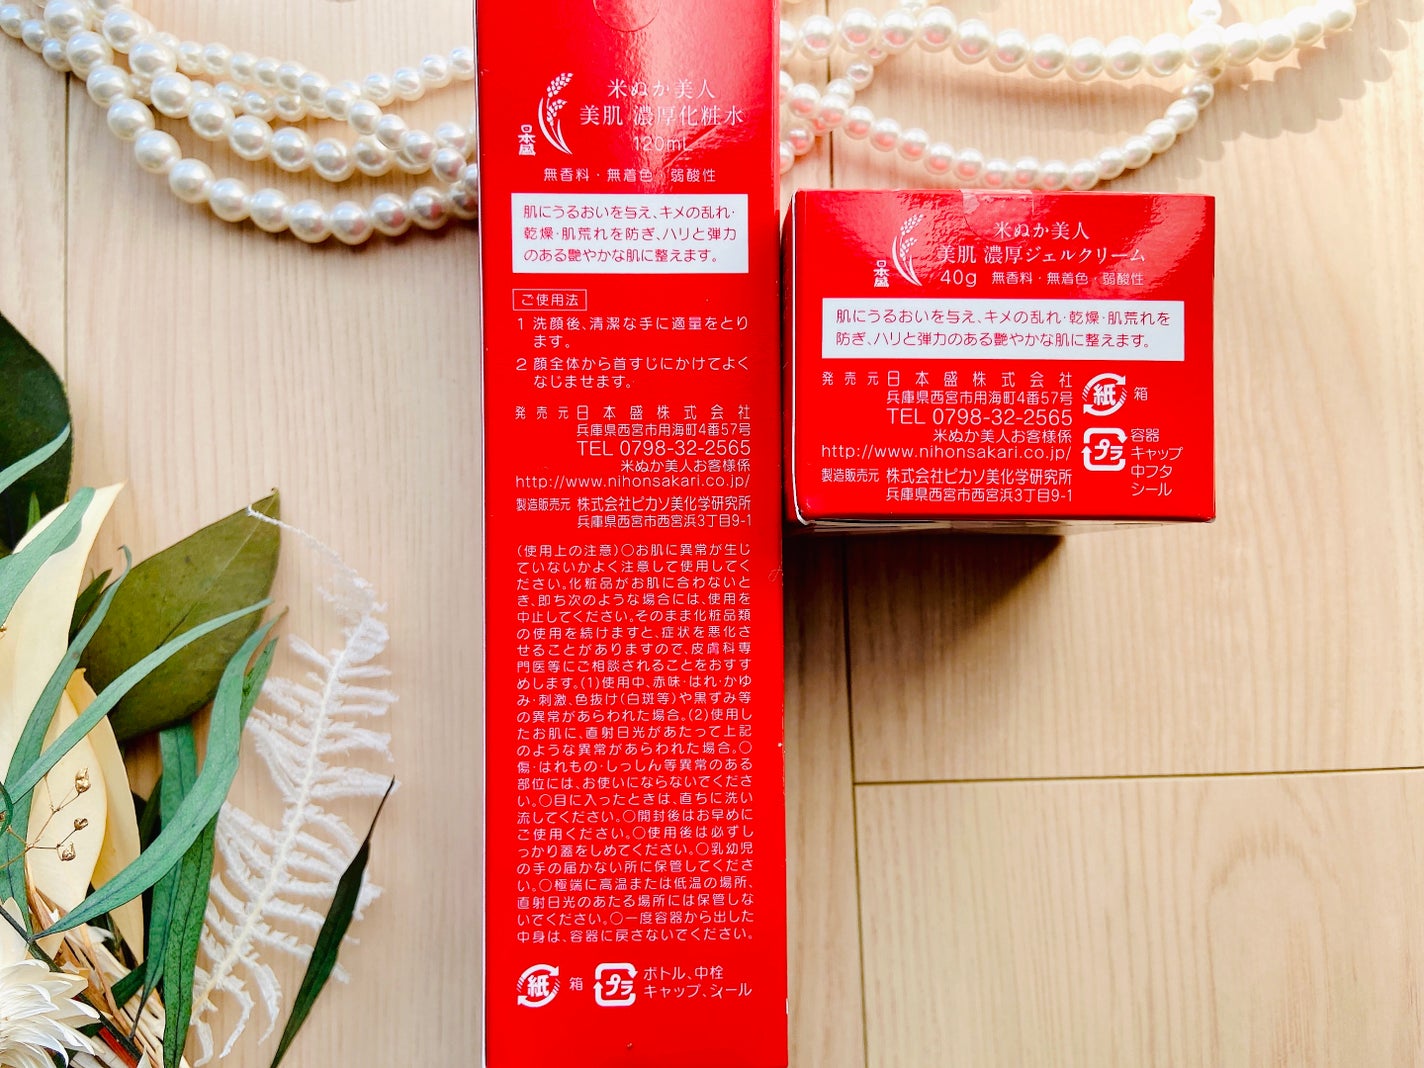 日本盛
米ぬか美人
美肌 濃厚化粧水
120mL
無香料・無着色 弱酸性
肌にうるおいを与え、キメの乱れ・
乾燥・肌荒れを防ぎ、ハリと弾力
のある艶やかな肌に整えます。
ご使用法
1 洗顔後、清潔な手に適量をとり
ます。
2 顔全体から首すじにかけてよく
なじませます。
発売元 日本盛株式会社
兵庫県西宮市用海町4番57号
TEL 0798-32-2565
米ぬか美人お客様係
http://www.nihonsakari.co.jp/
製造販売元 株式会社ピカソ美化学研究所
兵庫県西宮市西宮浜3丁目9-1
(使用上の注意)○お肌に異常が生じ
ていないかよく注意して使用してく
ださい。化粧品がお肌に合わないと
き、即ち次のような場合には、使用を
中止してください。そのまま化粧品類
の使用を続けますと、症状を悪化さ
せることがありますので、皮膚科専
門医等にご相談されることをおすす
めします。(1)使用中、赤味・はれ・かゆ
み・刺激、色抜け(白斑等)や黒ずみ等
の異常があらわれた場合。(2)使用し
たお肌に、直射日光があたって上記
のような異常があらわれた場合。○
傷・はれもの・しっしん等異常のある
部位には、お使いにならないでくださ
い。○目に入ったときは、直ちに洗い
流してください。○開封後はお早めに
ご使用ください。○使用後は必ずし
っかり蓋をしめてください。○乳幼児
の手の届かない所に保管してくださ
い。○極端に高温または低温の場所、
直射日光のあたる場所には保管しな
いでください。○一度容器から出した
中身は、容器に戻さないでください。
紙 箱
プラ ボトル、中栓
キャップ、シール
日本盛
米ぬか美人
美肌 濃厚ジェルクリーム
40g 無香料・無着色・弱酸性
肌にうるおいを与え、キメの乱れ・乾燥・肌荒れを
防ぎ、ハリと弾力のある艶やかな肌に整えます。
発売元 日本盛株式会社
兵庫県西宮市用海町4番57号
TEL 0798-32-2565
米ぬか美人お客様係
http://www.nihonsakari.co.jp/
製造販売元 株式会社ピカソ美化学研究所
兵庫県西宮市西宮浜3丁目9-1
紙 箱
プラ 容器
キャップ
中フタ
シール